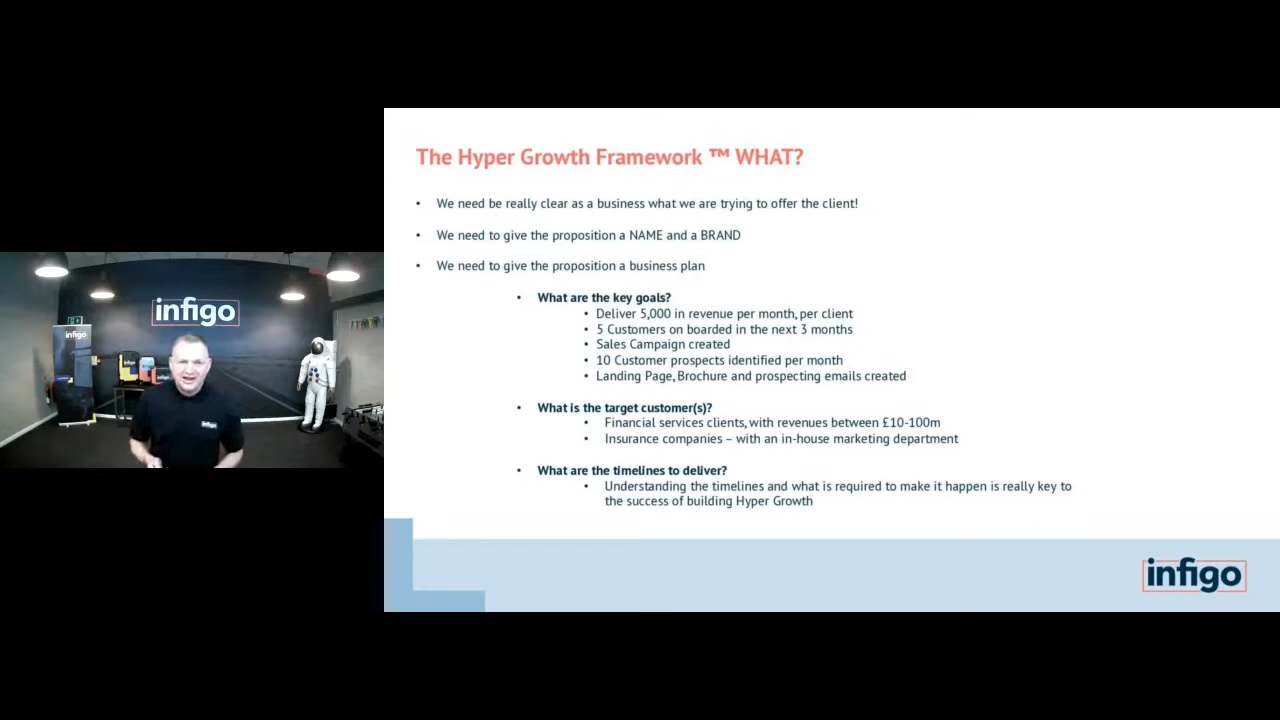 The Hyper Growth Framework ™ WHAT?
• We need be really clear as a business what we are trying to offer the client!
• We need to give the proposition a NAME and a BRAND
• We need to give the proposition a business plan
• What are the key goals?
• Deliver 5,000 in revenue per month, per client
• 5 Customers on boarded in the next 3 months
• Sales Campaign created
• 10 Customer prospects identified per month
• Landing Page, Brochure and prospecting emails created
• What is the target customer(s)?
• Financial services clients, with revenues between £10-100m
• Insurance companies – with an in-house marketing department
• What are the timelines to deliver?
• Understanding the timelines and what is required to make it happen is really key to
the success of building Hyper Growth
infigo
infigo
infigo
infigo
infigo